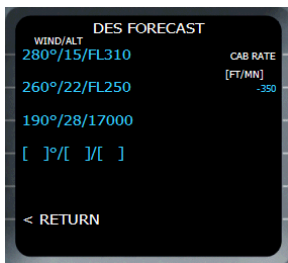 DES FORECAST
WIND/ALT
280°/15/FL310
CAB RATE
[FT/MN]
260°/22/FL250
-350
190°/28/17000
[ ]°/[ ]/[ ]
< RETURN